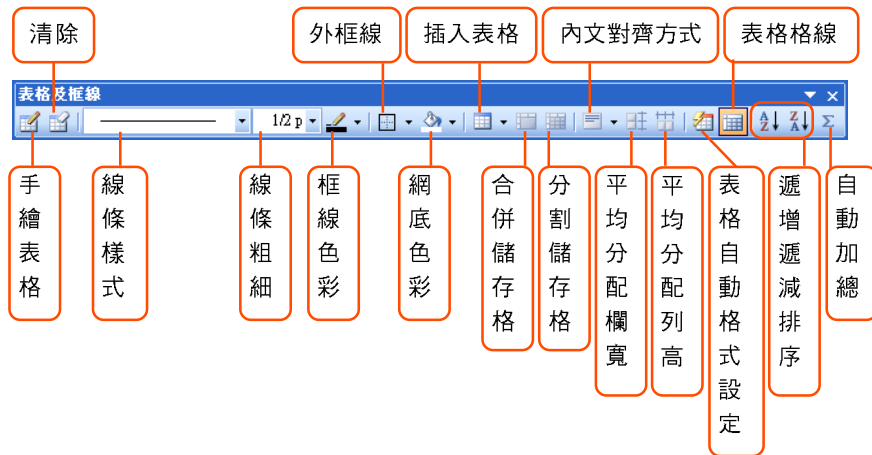 清除
外框線
插入表格
內文對齊方式
表格格線
表格及框線
1/2 p
A
Z
Z
A
Σ
手繪表格
線條樣式
線條粗細
框線色彩
網底色彩
合併儲存格
分割儲存格
平均分配欄寬
平均分配列高
表格自動格式設定
遞增遞減排序
自動加總